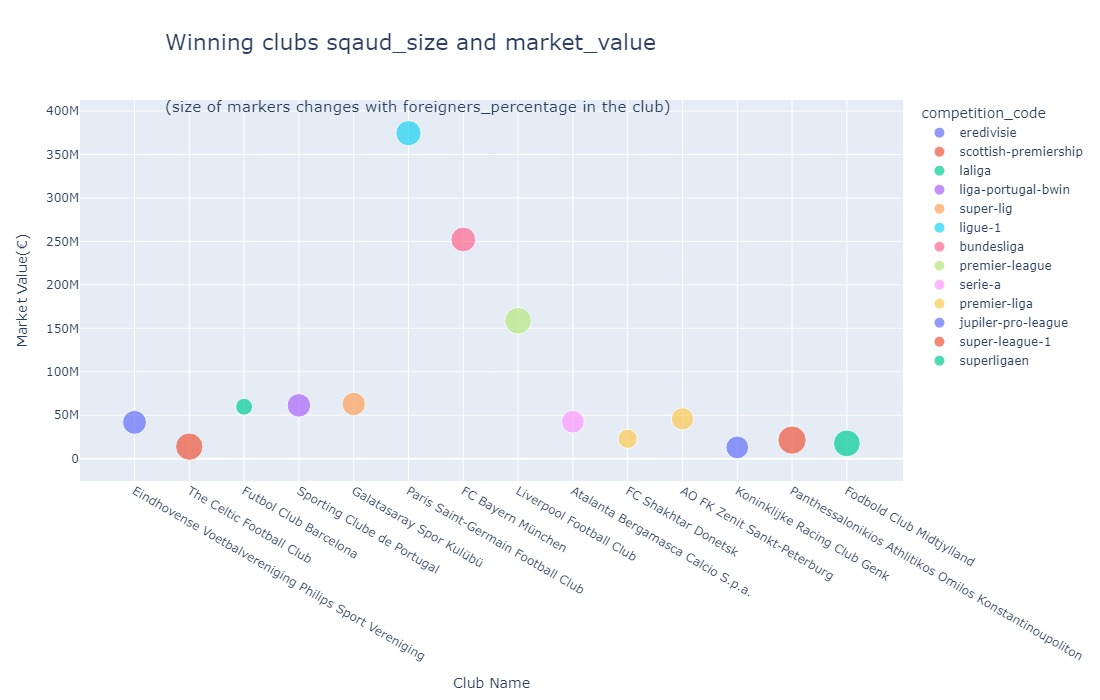 Winning clubs sqaud_size and market_value
(size of markers changes with foreigners_percentage in the club)
400M
350M
300M
250M
200M
150M
100M
50M
0
Market Value(€)
Eindhovense Voetbalvereniging Philips Sport Vereniging
The Celtic Football Club
Futbol Club Barcelona
Sporting Clube de Portugal
Galatasaray Spor Kulübü
Paris Saint-Germain Football Club
FC Bayern München
Liverpool Football Club
Atalanta Bergamasca Calcio S.p.a.
FC Shakhtar Donetsk
AO FK Zenit Sankt-Peterburg
Koninklijke Racing Club Genk
Panthessalonikios Athlitikos Omilos Konstantinoupoliton
Fodbold Club Midtjylland
Club Name
competition_code
eredivisie
scottish-premiership
laliga
liga-portugal-bwin
super-lig
ligue-1
bundesliga
premier-league
serie-a
premier-liga
jupiler-pro-league
super-league-1
superligaen